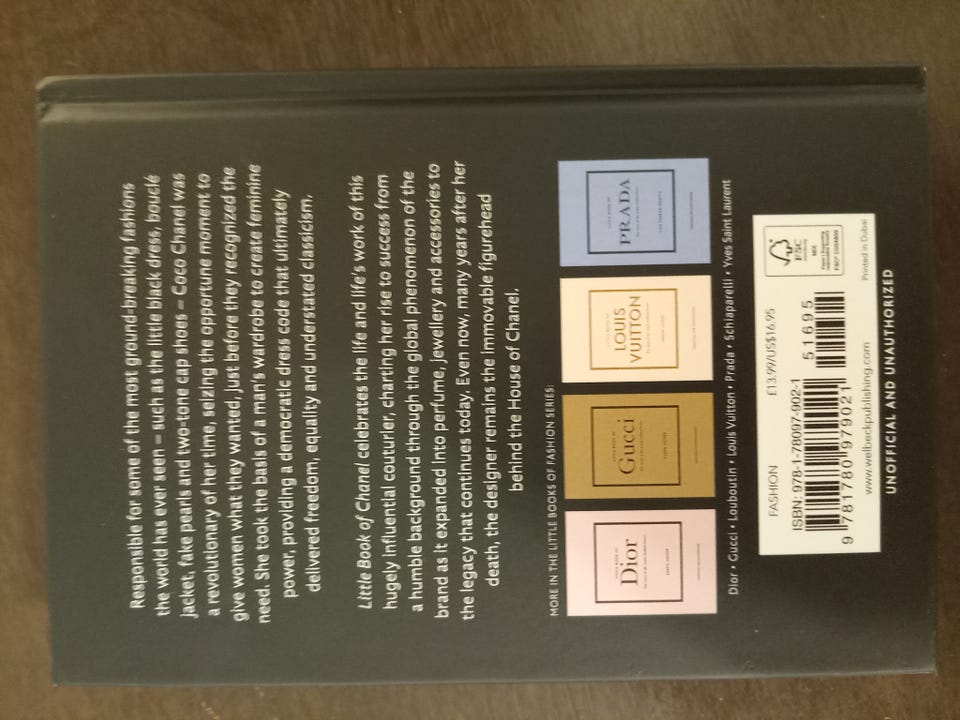 Responsible for some of the most ground-breaking fashions
the world has ever seen – such as the little black dress, bouclé
jacket, fake pearls and two-tone cap shoes – Coco Chanel was
a revolutionary of her time, seizing the opportune moment to
give women what they wanted, just before they recognized the
need. She took the basis of a man's wardrobe to create feminine
power, providing a democratic dress code that ultimately
delivered freedom, equality and understated classicism.
Little Book of Chanel celebrates the life and life's work of this
hugely influential couturier, charting her rise to success from
a humble background through the global phenomenon of the
brand as it expanded into perfume, jewellery and accessories to
the legacy that continues today. Even now, many years after her
death, the designer remains the immovable figurehead
behind the House of Chanel.
MORE IN THE LITTLE BOOKS OF FASHION SERIES:
Dior
Gucci
LOUIS
VUITTON
PRADA
Dior • Gucci • Louboutin • Louis Vuitton • Prada • Schiaparelli • Yves Saint Laurent
FASHION £13.99/US$16.95
ISBN: 978-1-78097-902-1
51695
9 781780 979021
FSC
MIX
www.welbeckpublishing.com
Printed in Dubai
UNOFFICIAL AND UNAUTHORIZED